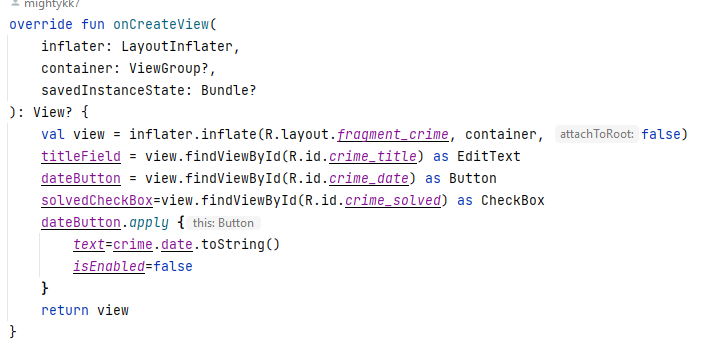 mightykk7
override fun onCreateView(
    inflater: LayoutInflater,
    container: ViewGroup?,
    savedInstanceState: Bundle?
): View? {
    val view = inflater.inflate(R.layout.fragment_crime, container, attachToRoot: false)
    titleField = view.findViewById(R.id.crime_title) as EditText
    dateButton = view.findViewById(R.id.crime_date) as Button
    solvedCheckBox=view.findViewById(R.id.crime_solved) as CheckBox
    dateButton.apply { this: Button
        text=crime.date.toString()
        isEnabled=false
    }
    return view
}